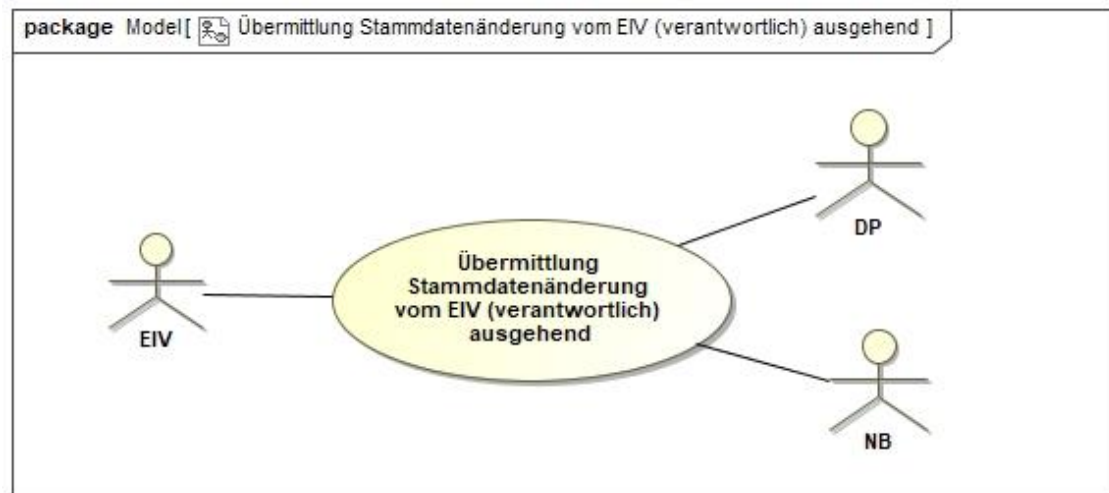 package Model[ Übermittlung Stammdatenänderung vom EIV (verantwortlich) ausgehend ]
DP
Übermittlung
Stammdatenänderung
vom EIV (verantwortlich)
ausgehend
EIV
NB